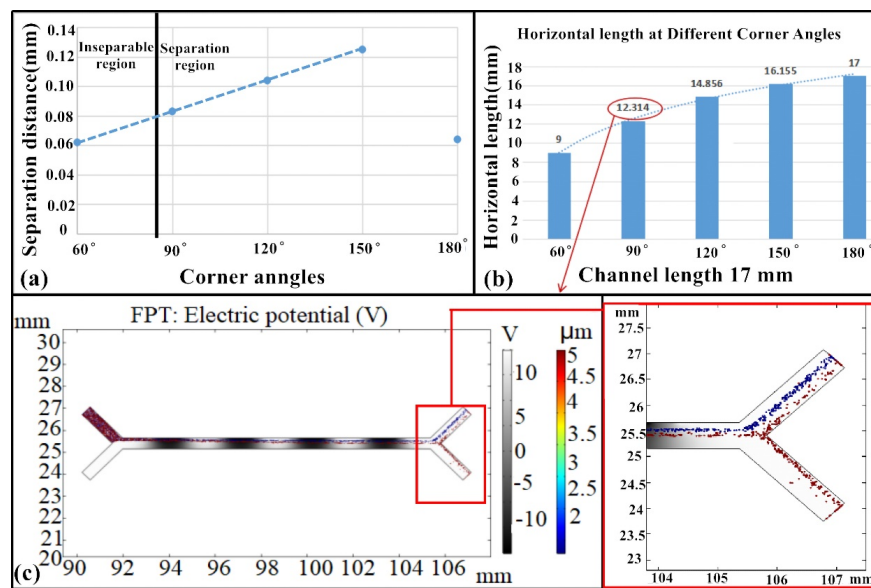 0.14
0.12
0.10
0.08
0.06
0.04
0.02
0
Separation distance(mm)
Inseparable
region
Separation
region
60° 90° 120° 150° 180°
(a) Corner anngles
Horizontal length at Different Corner Angles
18
16
14
12
10
8
6
4
2
0
Horizontal length(mm)
9
12.314
14.856
16.155
17
60° 90° 120° 150° 180°
(b) Channel length 17 mm
mm
FPT: Electric potential (V)
30
29
28
27
26
25
24
23
22
21
20
90 92 94 96 98 100 102 104 106
mm
(c)
V
10
5
0
-5
-10
μm
5
4.5
4
3.5
3
2.5
2
mm
27.5
27
26.5
26
25.5
25
24.5
24
23.5
23
104 105 106 107 mm